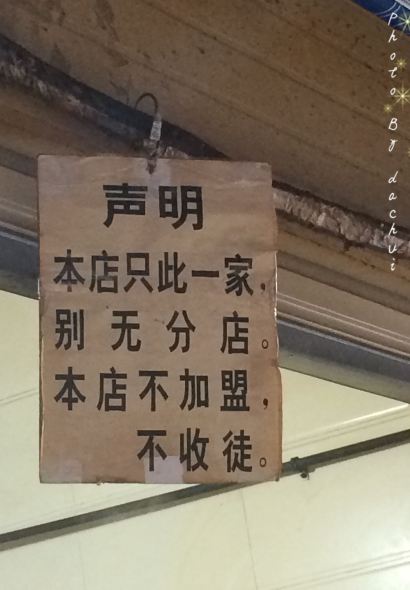 声明
本店只此一家，
别无分店。
本店不加盟，
不收徒。
Photo By dachui